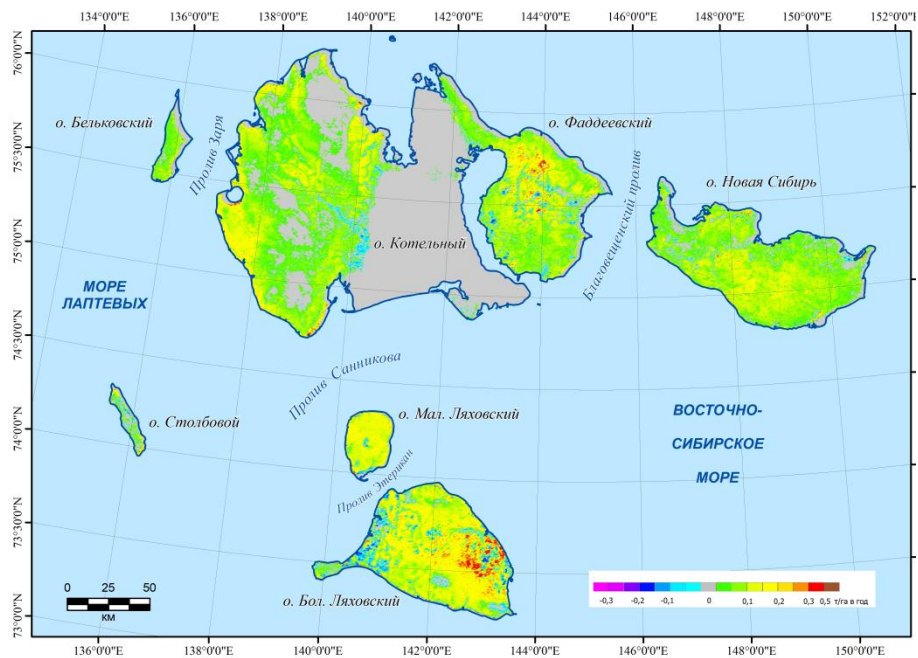 134°0'0"E 136°0'0"E 138°0'0"E 140°0'0"E 142°0'0"E 144°0'0"E 146°0'0"E 148°0'0"E 150°0'0"E 152°0'0"E
76°0'0"N
75°30'0"N
75°0'0"N
74°30'0"N
74°0'0"N
73°30'0"N
73°0'0"N
о. Бельковский
Пролив Заря
о. Фаддеевский
о. Новая Сибирь
Благовещенский пролив
о. Котельный
МОРЕ
ЛАПТЕВЫХ
Пролив Санникова
о. Столбовой
о. Мал. Ляховский
ВОСТОЧНО-
СИБИРСКОЕ
МОРЕ
Пролив Этерикан
о. Бол. Ляховский
0 25 50
КМ
-0,3 -0,2 -0,1 0 0,1 0,2 0,3 0,5 т/га в год
136°0'0"E 138°0'0"E 140°0'0"E 142°0'0"E 144°0'0"E 146°0'0"E 148°0'0"E 150°0'0"E